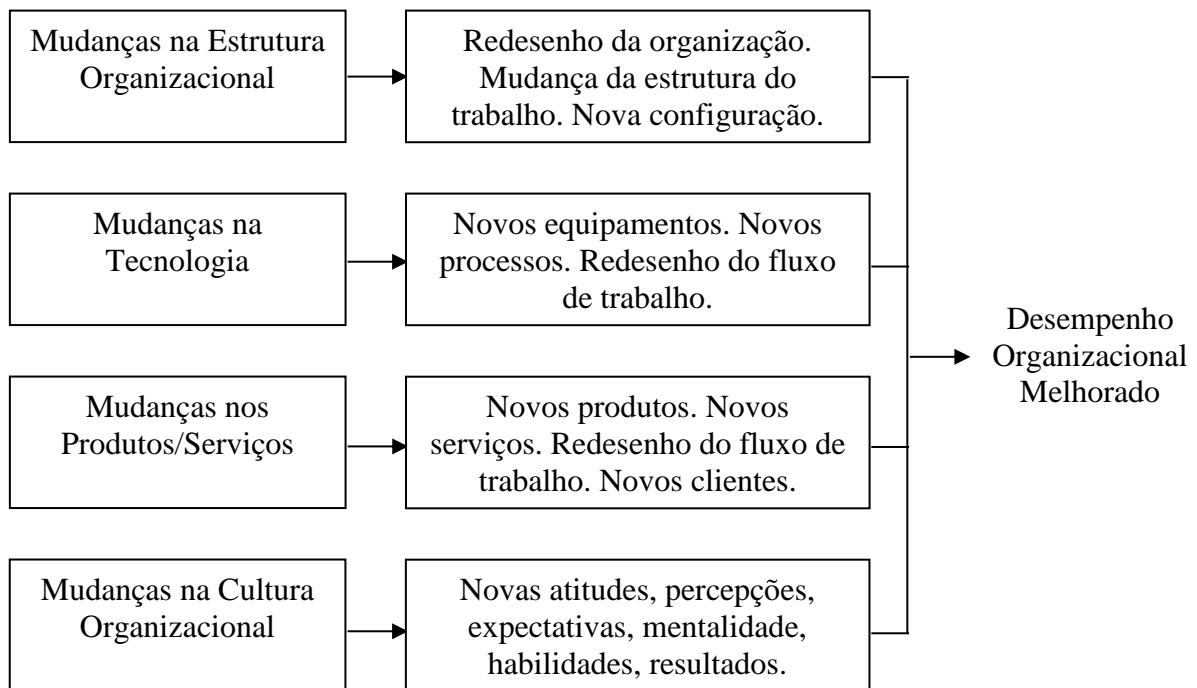 Mudanças na Estrutura
Organizacional
Redesenho da organização.
Mudança da estrutura do
trabalho. Nova configuração.
Mudanças na
Tecnologia
Novos equipamentos. Novos
processos. Redesenho do fluxo
de trabalho.
Mudanças nos
Produtos/Serviços
Novos produtos. Novos
serviços. Redesenho do fluxo de
trabalho. Novos clientes.
Mudanças na Cultura
Organizacional
Novas atitudes, percepções,
expectativas, mentalidade,
habilidades, resultados.
Desempenho
Organizacional
Melhorado